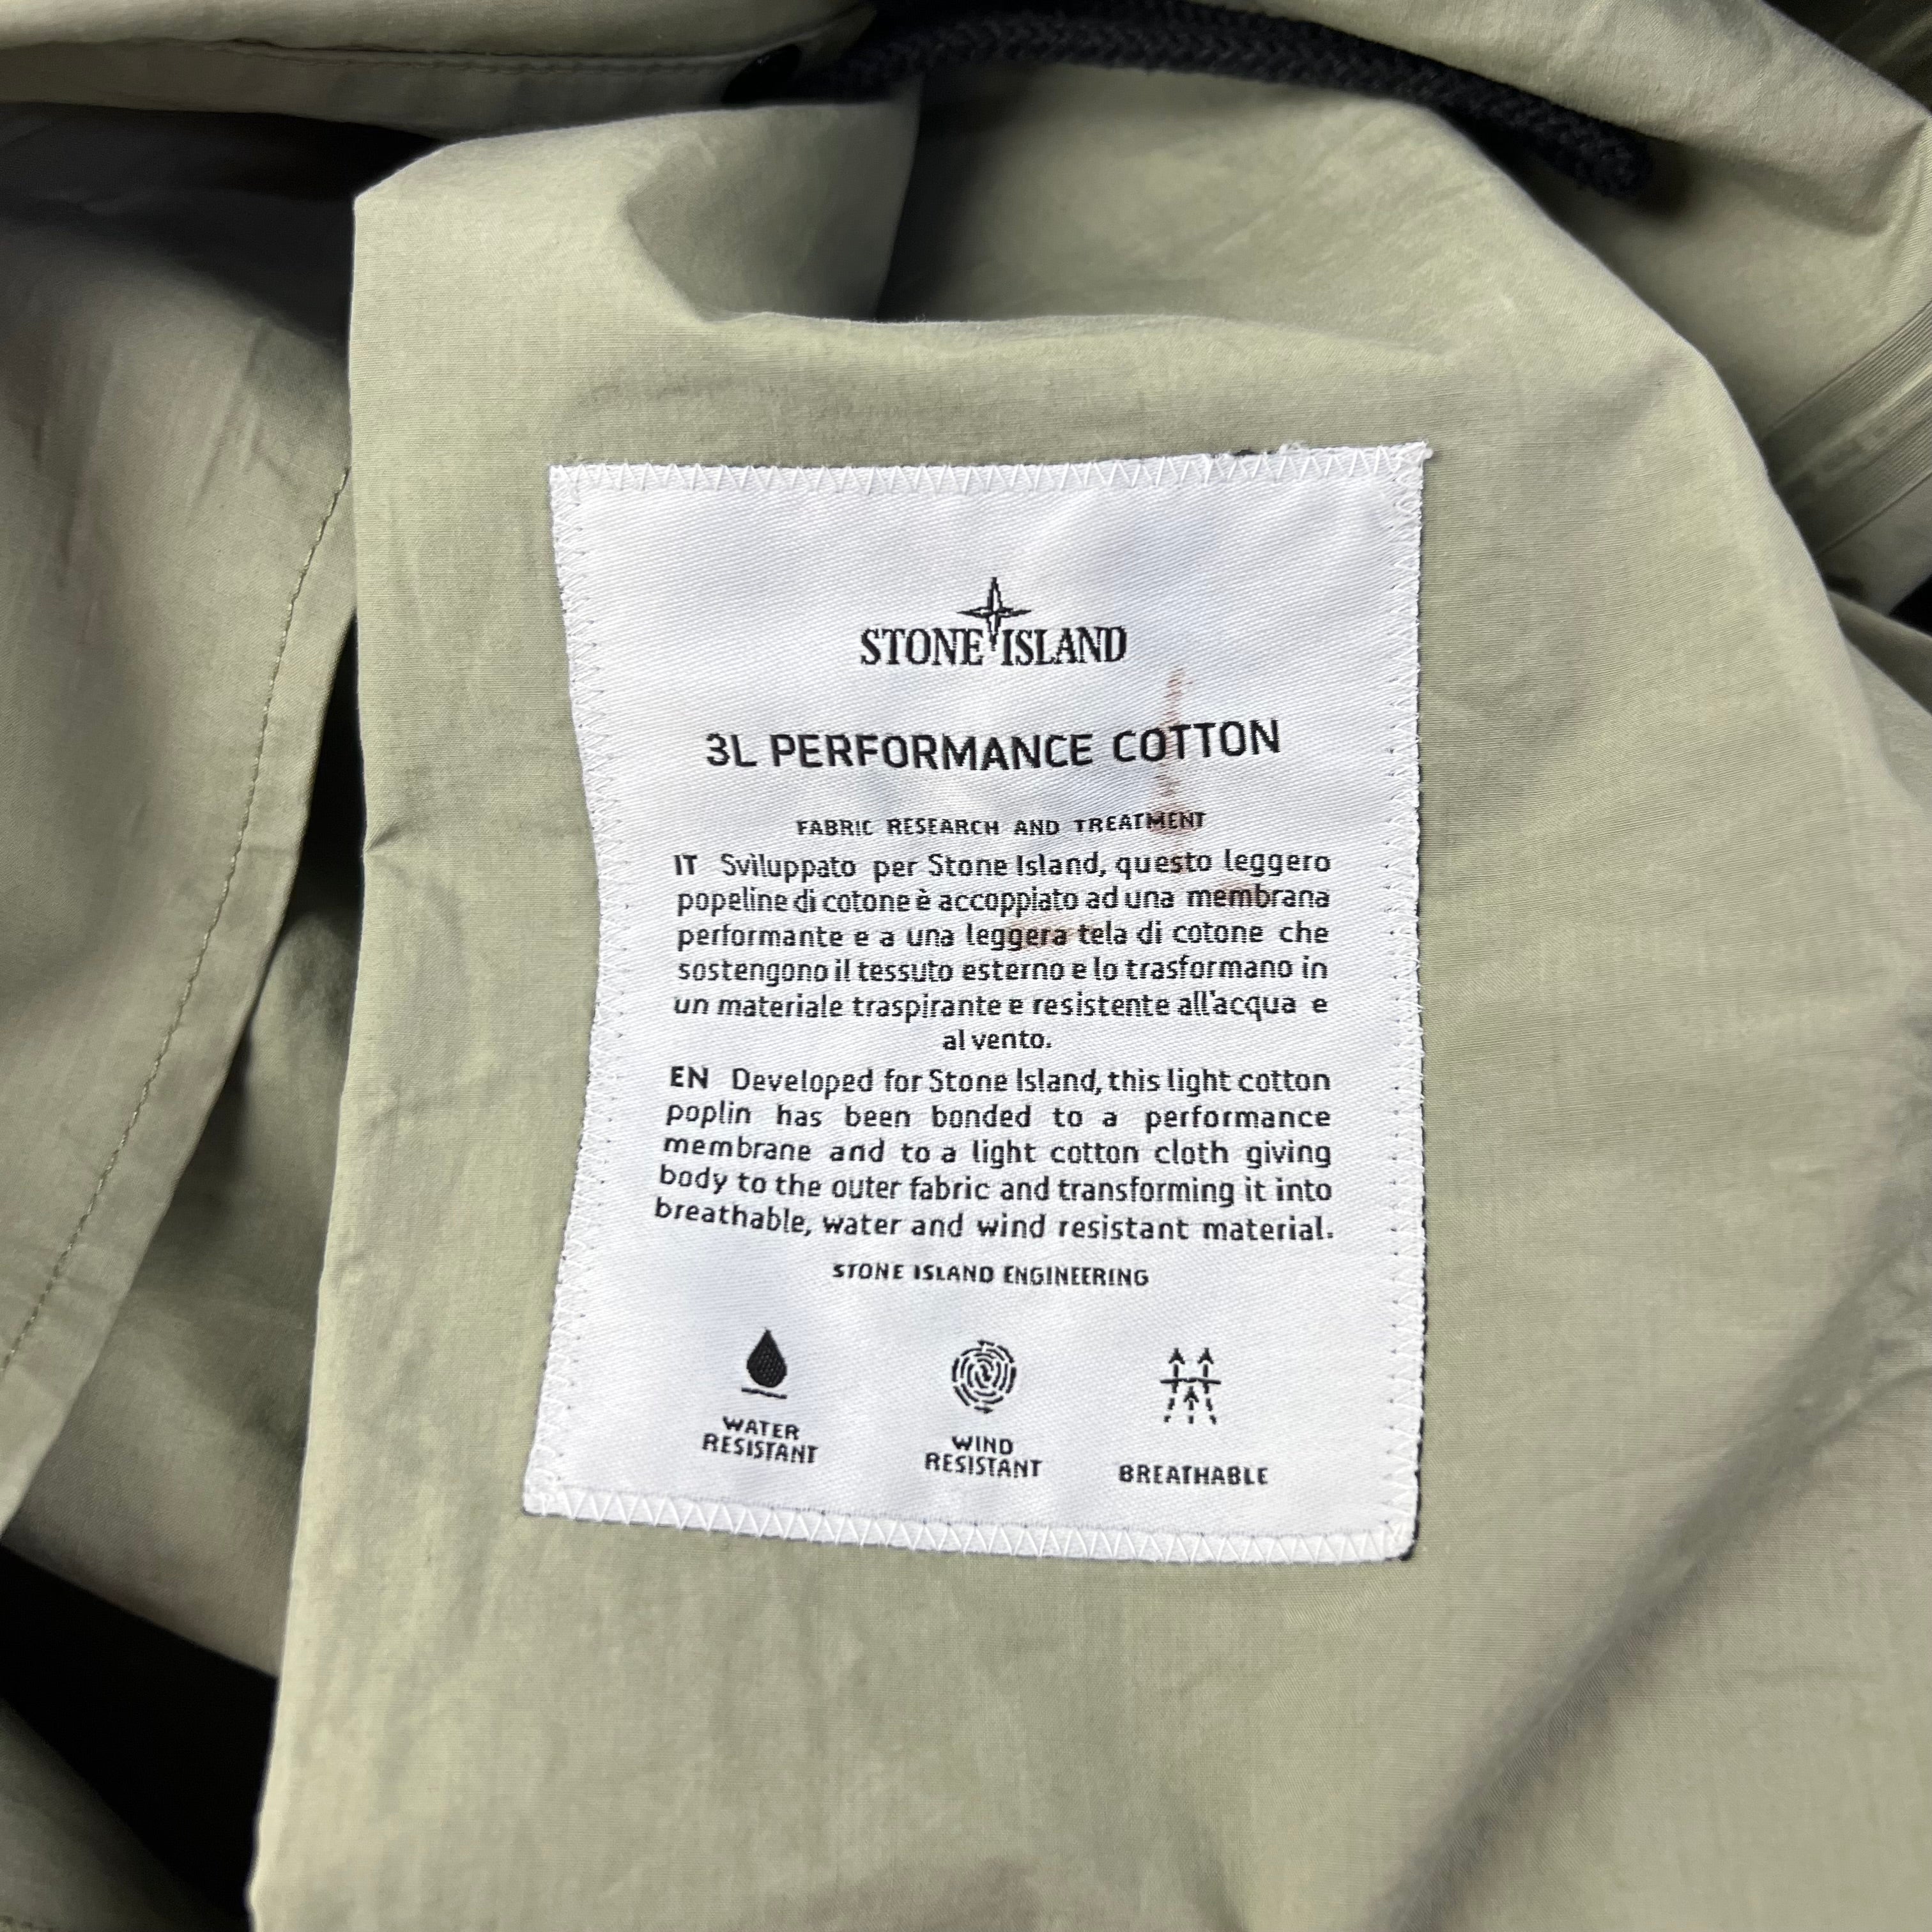 STONE ISLAND
3L PERFORMANCE COTTON
FABRIC RESEARCH AND TREATMENT
IT Sviluppato per Stone Island, questo leggero
popeline di cotone è accoppiato ad una membrana
performante e a una leggera tela di cotone che
sostengono il tessuto esterno e lo trasformano in
un materiale traspirante e resistente all'acqua e
al vento.
EN Developed for Stone Island, this light cotton
poplin has been bonded to a performance
membrane and to a light cotton cloth giving
body to the outer fabric and transforming it into
breathable, water and wind resistant material.
STONE ISLAND ENGINEERING
WATER
RESISTANT
WIND
RESISTANT
BREATHABLE